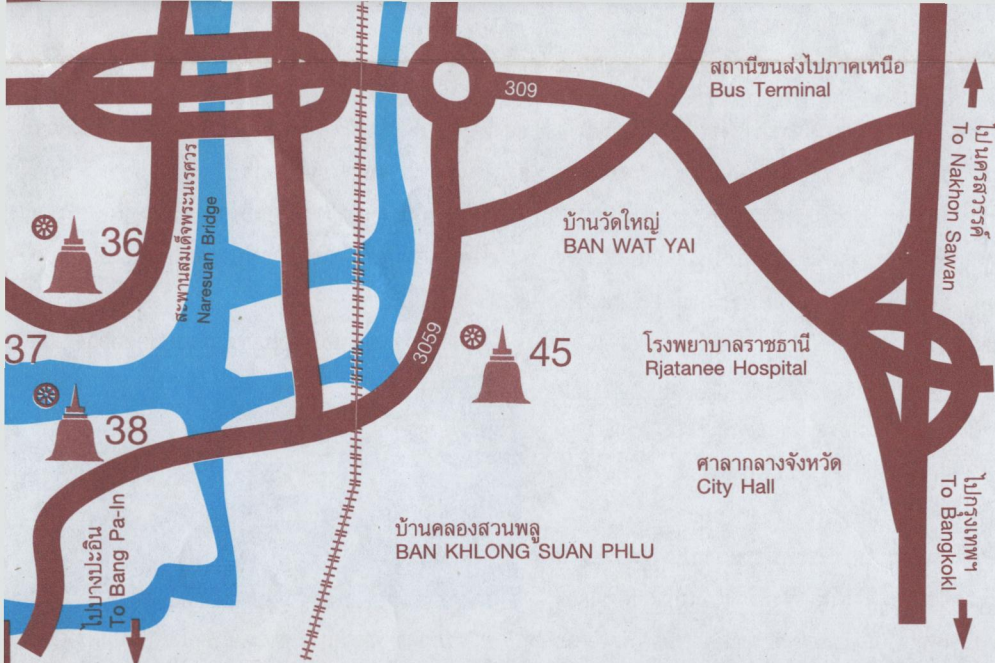 สถานีขนส่งไปภาคเหนือ
Bus Terminal
309
ไปนครสวรรค์
To Nakhon Sawan
สะพานสมเด็จพระนเรศวร
Naresuan Bridge
36
บ้านวัดใหญ่
BAN WAT YAI
37
3059
45
โรงพยาบาลราชธานี
Rjatanee Hospital
38
ศาลากลางจังหวัด
City Hall
ไปบางปะอิน
To Bang Pa-In
บ้านคลองสวนพลู
BAN KHLONG SUAN PHLU
ไปกรุงเทพฯ
To Bangkokl